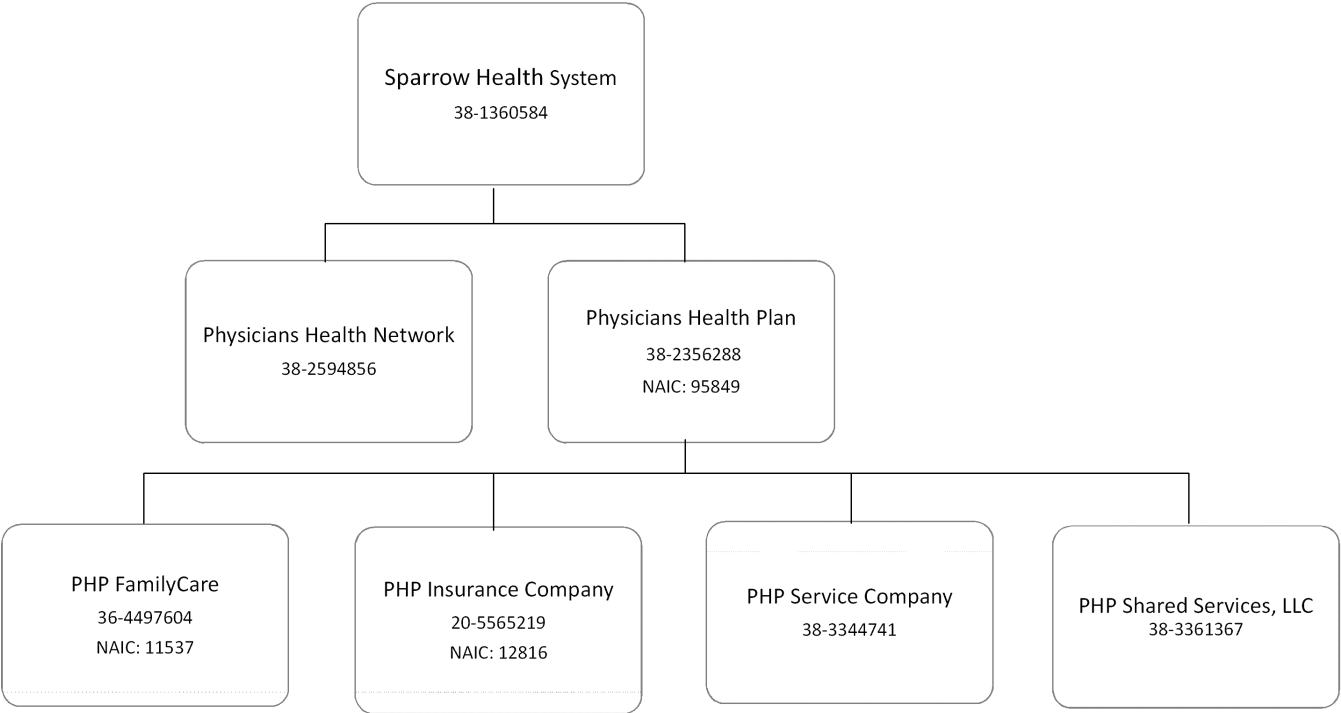 Sparrow Health System
38-1360584
Physicians Health Network
38-2594856
Physicians Health Plan
38-2356288
NAIC: 95849
PHP FamilyCare
36-4497604
NAIC: 11537
PHP Insurance Company
20-5565219
NAIC: 12816
PHP Service Company
38-3344741
PHP Shared Services, LLC
38-3361367